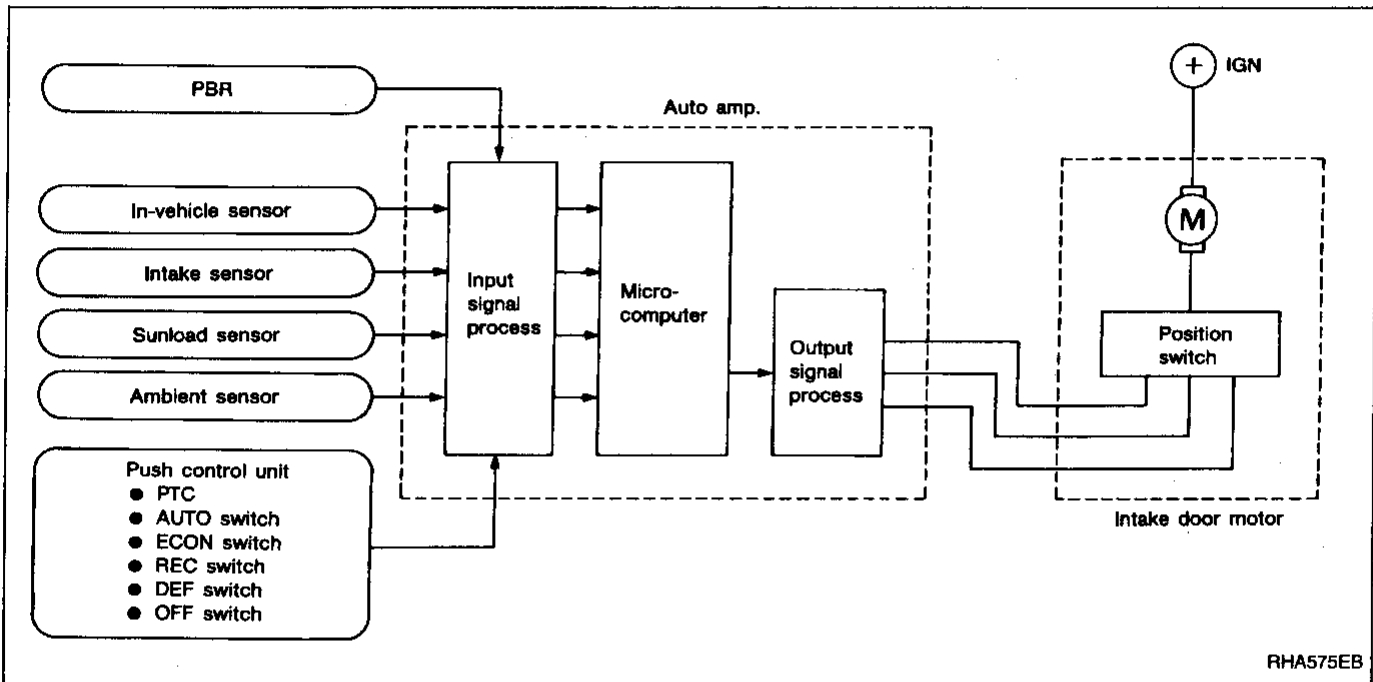 PBR
In-vehicle sensor
Intake sensor
Sunload sensor
Ambient sensor
Push control unit
● PTC
● AUTO switch
● ECON switch
● REC switch
● DEF switch
● OFF switch
Auto amp.
Input
signal
process
Micro-
computer
Output
signal
process
+ IGN
M
Position
switch
Intake door motor
RHA575EB